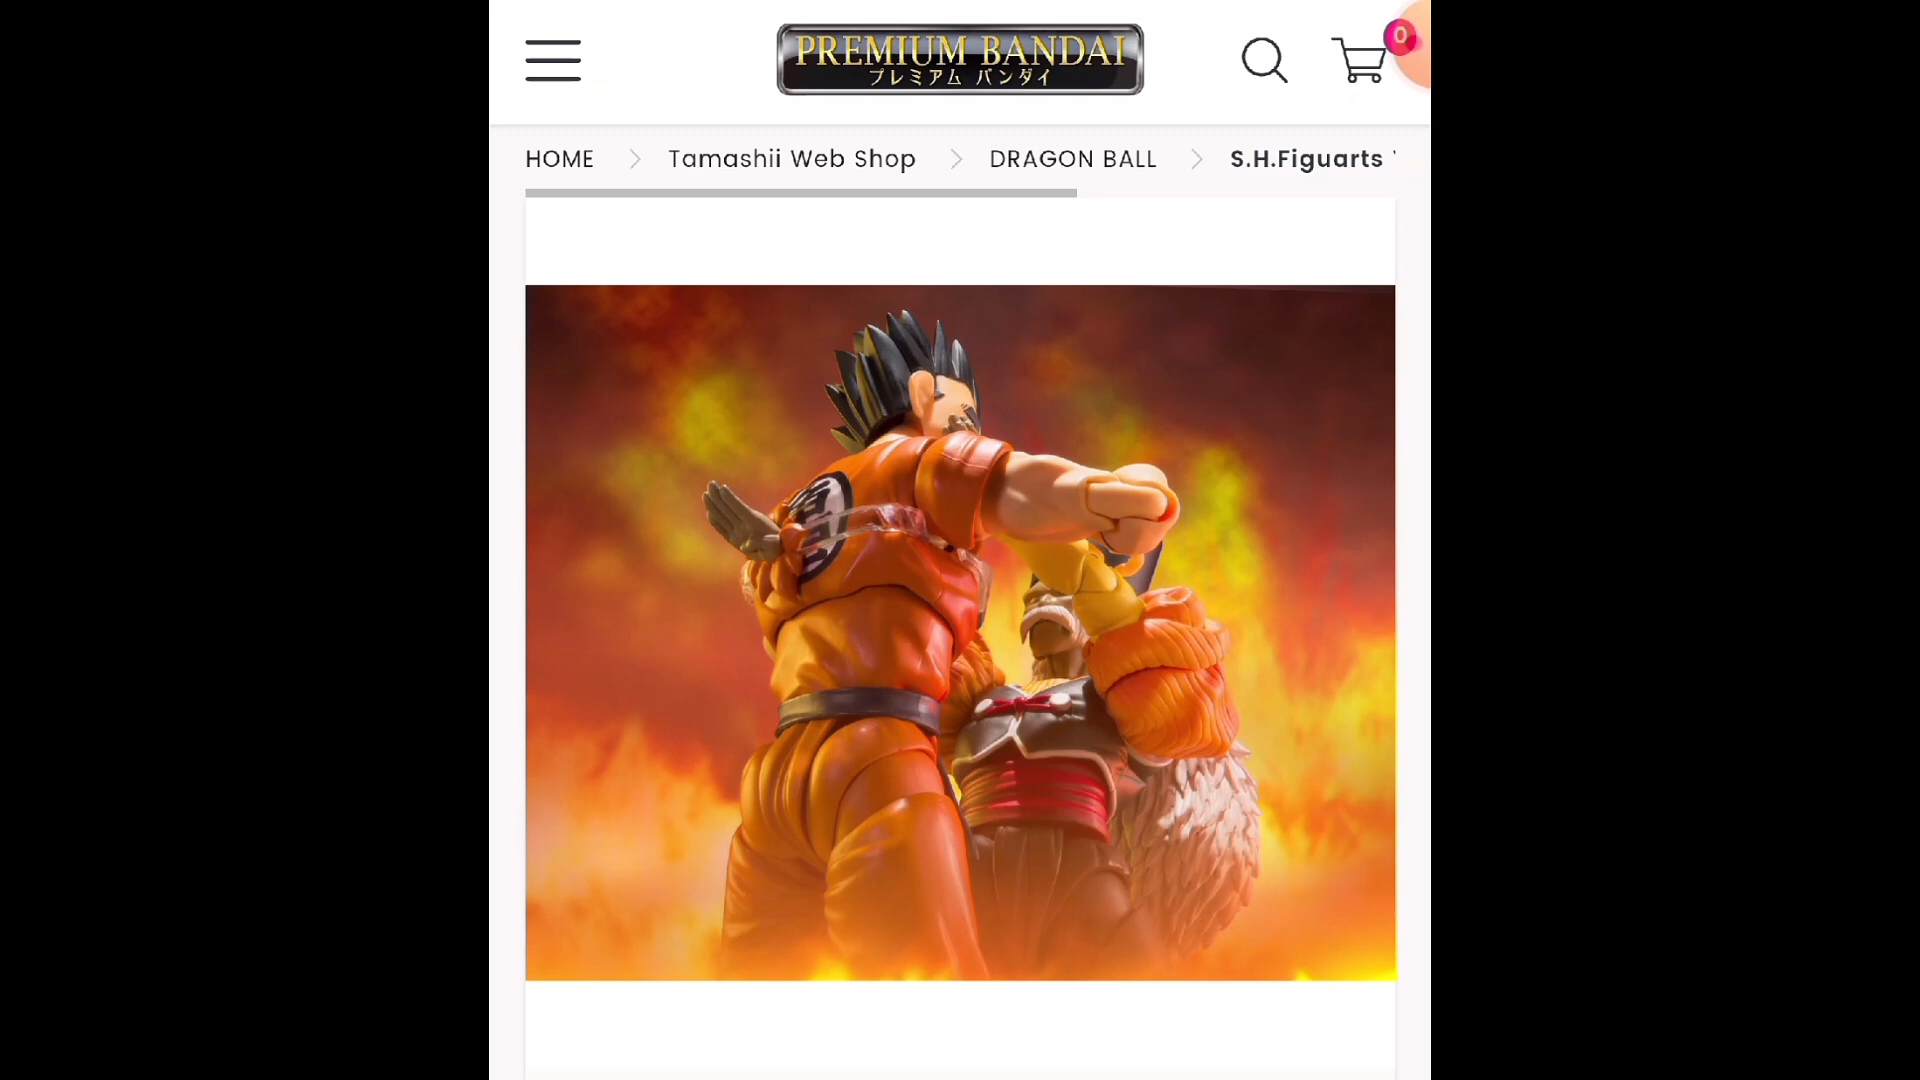 PREMIUM BANDAI
プレミアム バンダイ
0
HOME
Tamashii Web Shop
DRAGON BALL
S.H.Figuarts